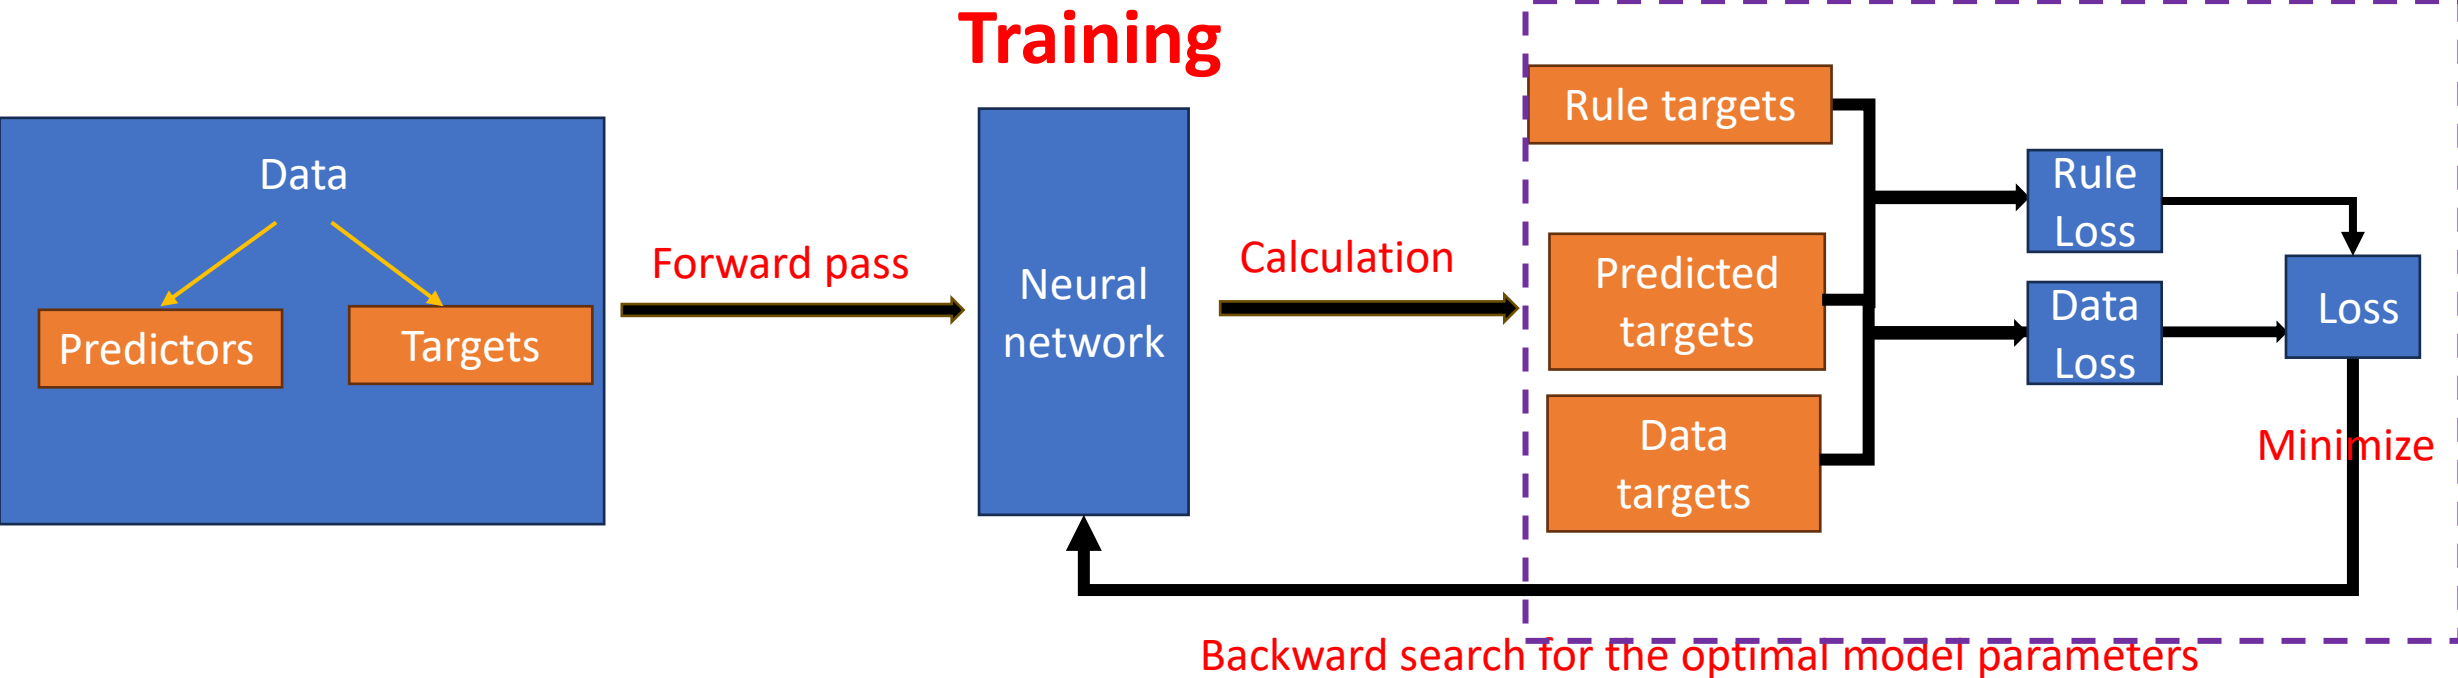 Training
Data
Predictors
Targets
Forward pass
Neural
network
Calculation
Rule targets
Predicted
targets
Data
targets
Rule
Loss
Data
Loss
Loss
Minimize
Backward search for the optimal model parameters